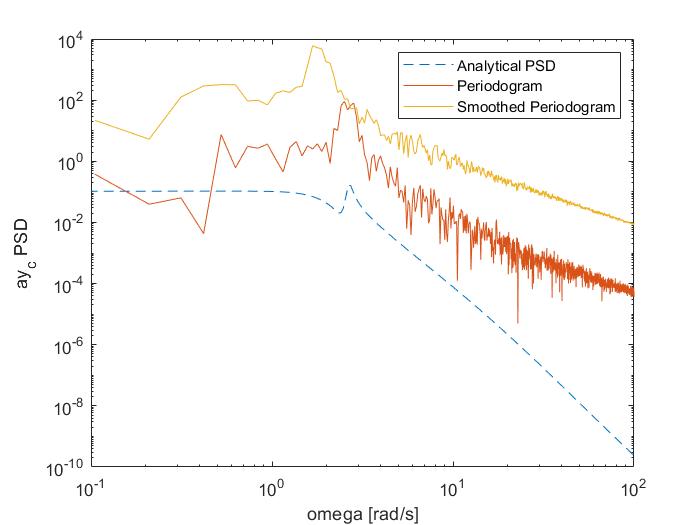 Analytical PSD
Periodogram
Smoothed Periodogram
10^4
10^2
10^0
10^-2
10^-4
10^-6
10^-8
10^-10
ay_c PSD
10^-1
10^0
10^1
10^2
omega [rad/s]